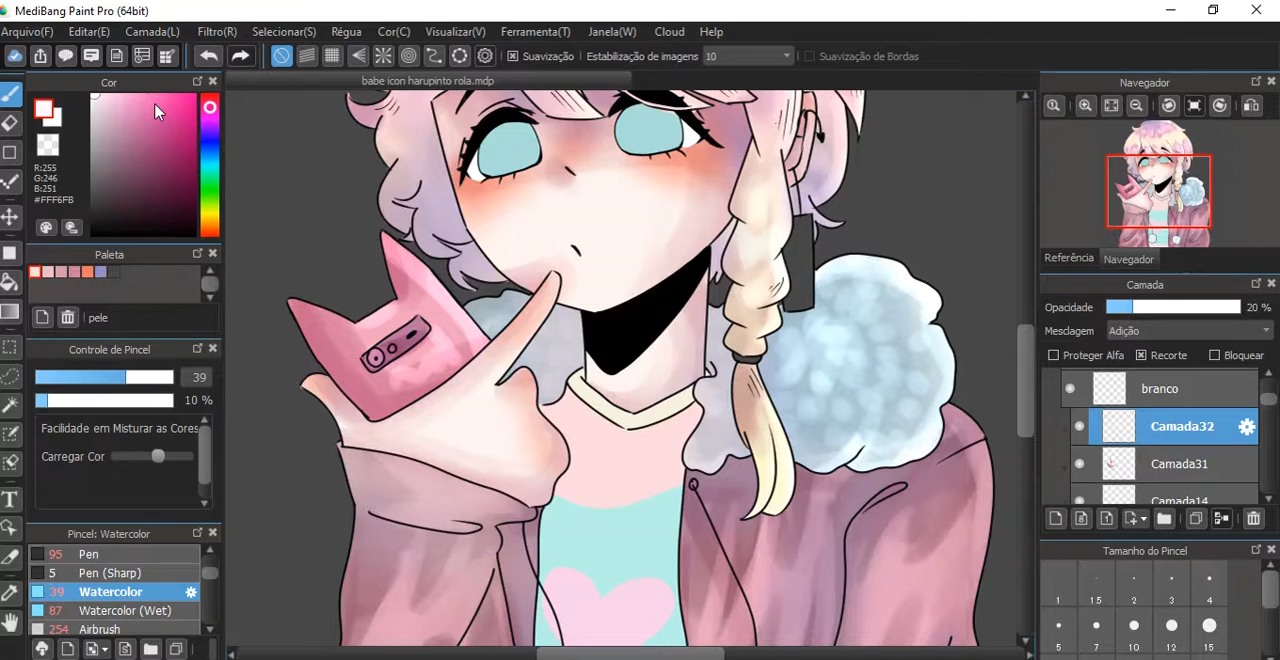 MediBang Paint Pro (64bit)
Arquivo(F) Editar(E) Camada(L) Filtro(R) Selecionar(S) Régua Cor(C) Visualizar(V) Ferramenta(T) Janela(W) Cloud Help
Suavização Estabilização de imagens 10 Suavização de Bordas
Cor
babe icon harupinto rola.mdp
Navegador
R:255
G:246
B:251
#FFF6FB
Paleta
Referência Navegador
Camada
pele
Opacidade 20 %
Mesclagem Adição
Controle de Pincel
Proteger Alfa Recorte Bloquear
39
branco
10 %
Camada32
Facilidade em Misturar as Cores
Carregar Cor
Camada31
Camada14
Pincel: Watercolor
95 Pen
5 Pen (Sharp)
39 Watercolor
87 Watercolor (Wet)
254 Airbrush
Tamanho do Pincel
1 1.5 2 3 4
5 7 10 12 15